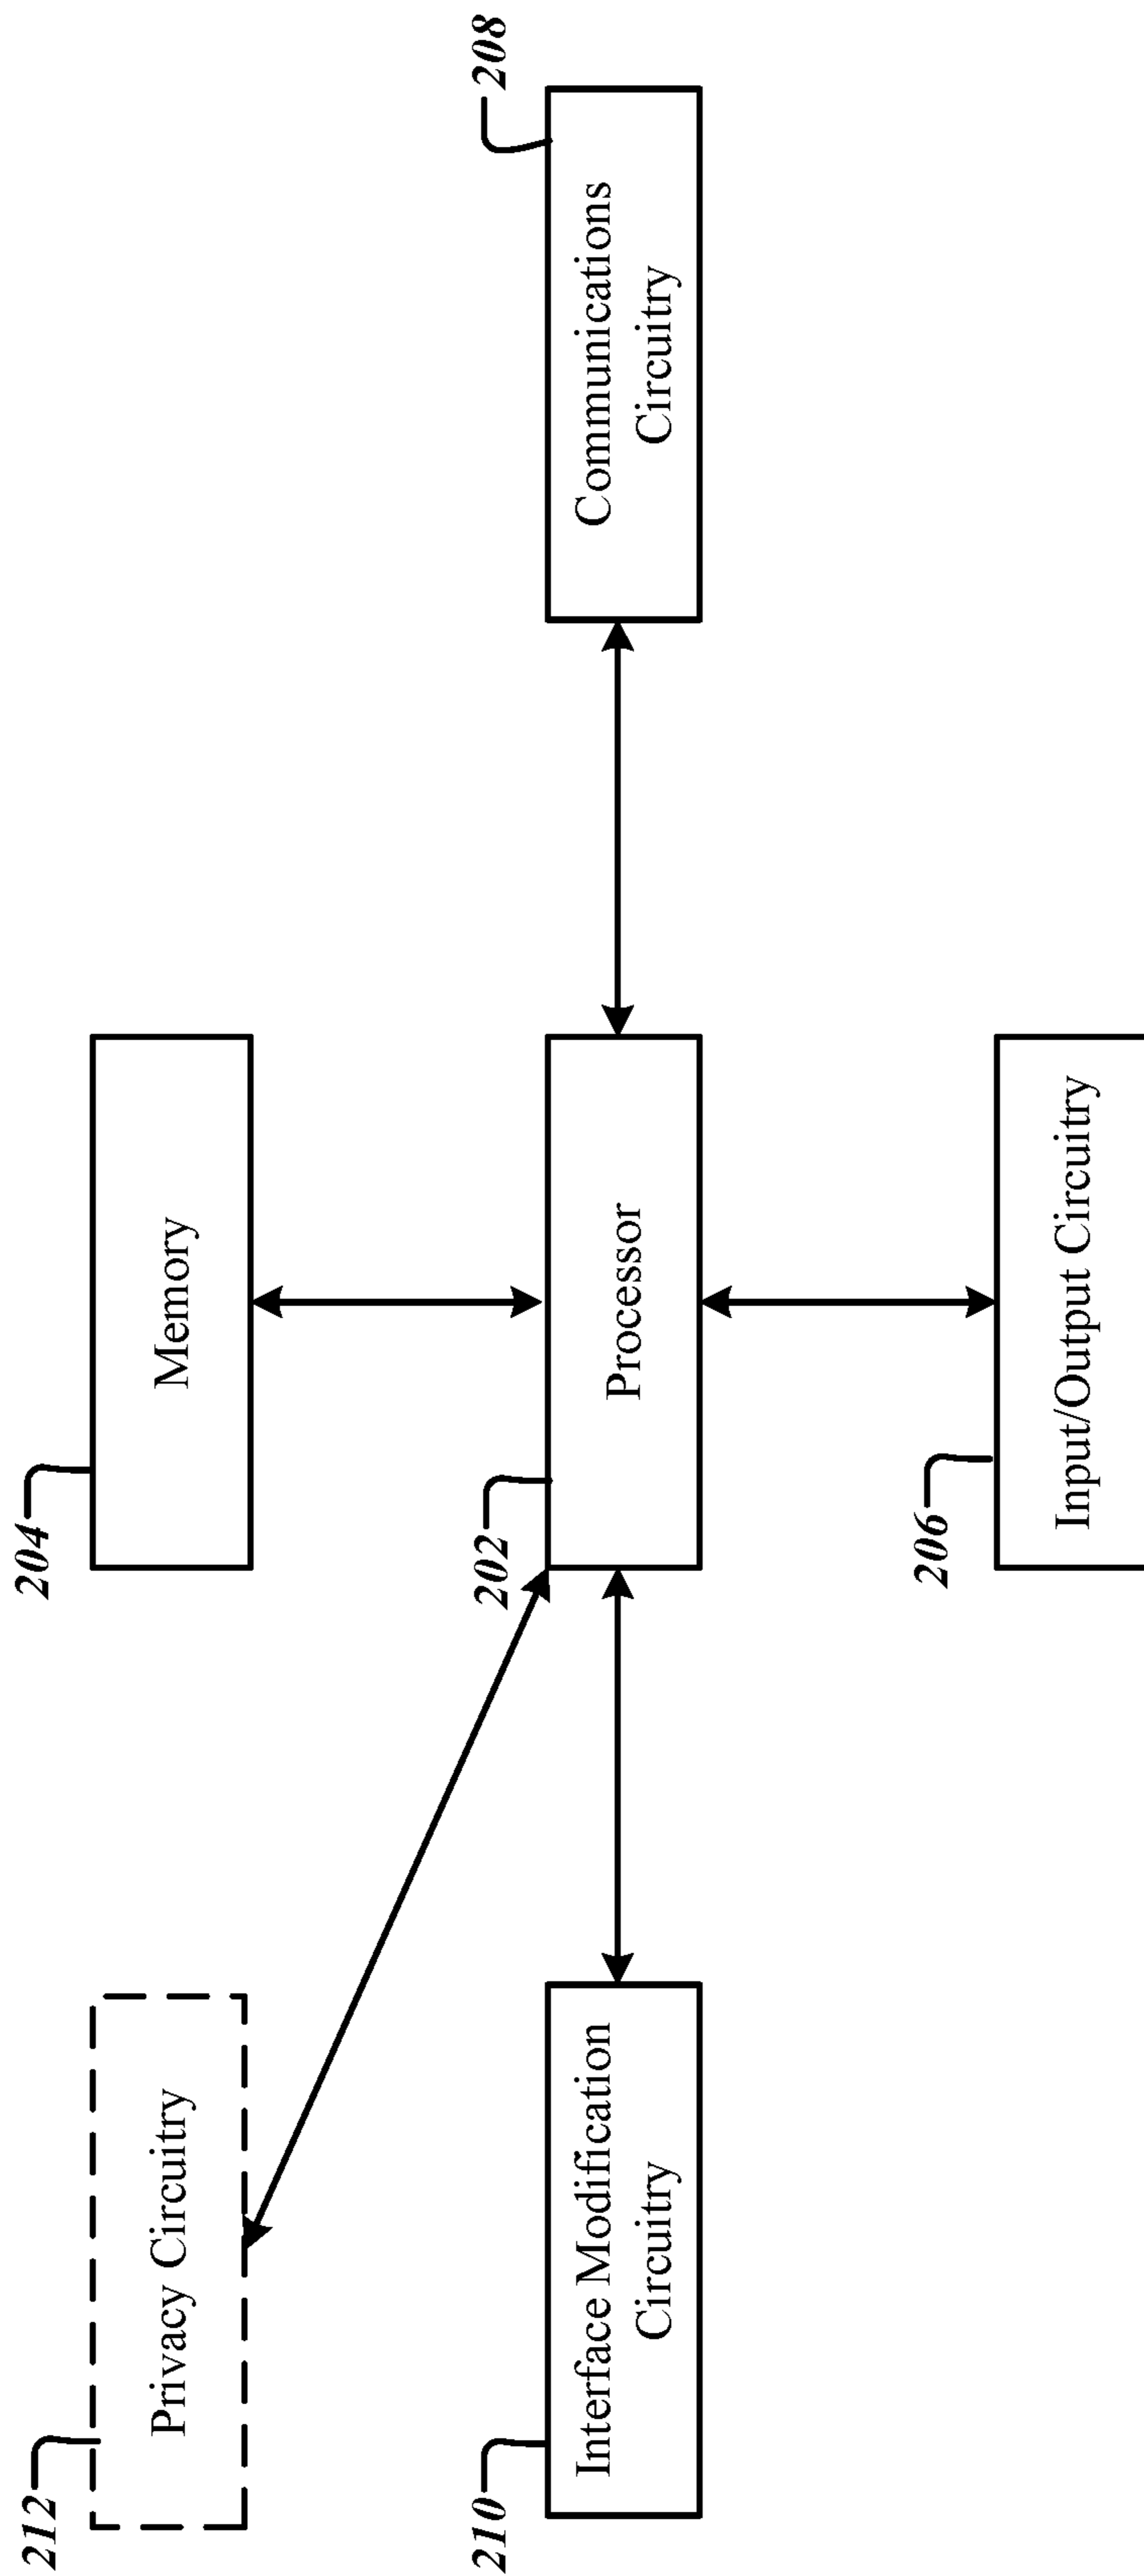 212
Privacy Circuitry
204
Memory
210
Interface Modification
Circuitry
202
Processor
208
Communications
Circuitry
206
Input/Output Circuitry